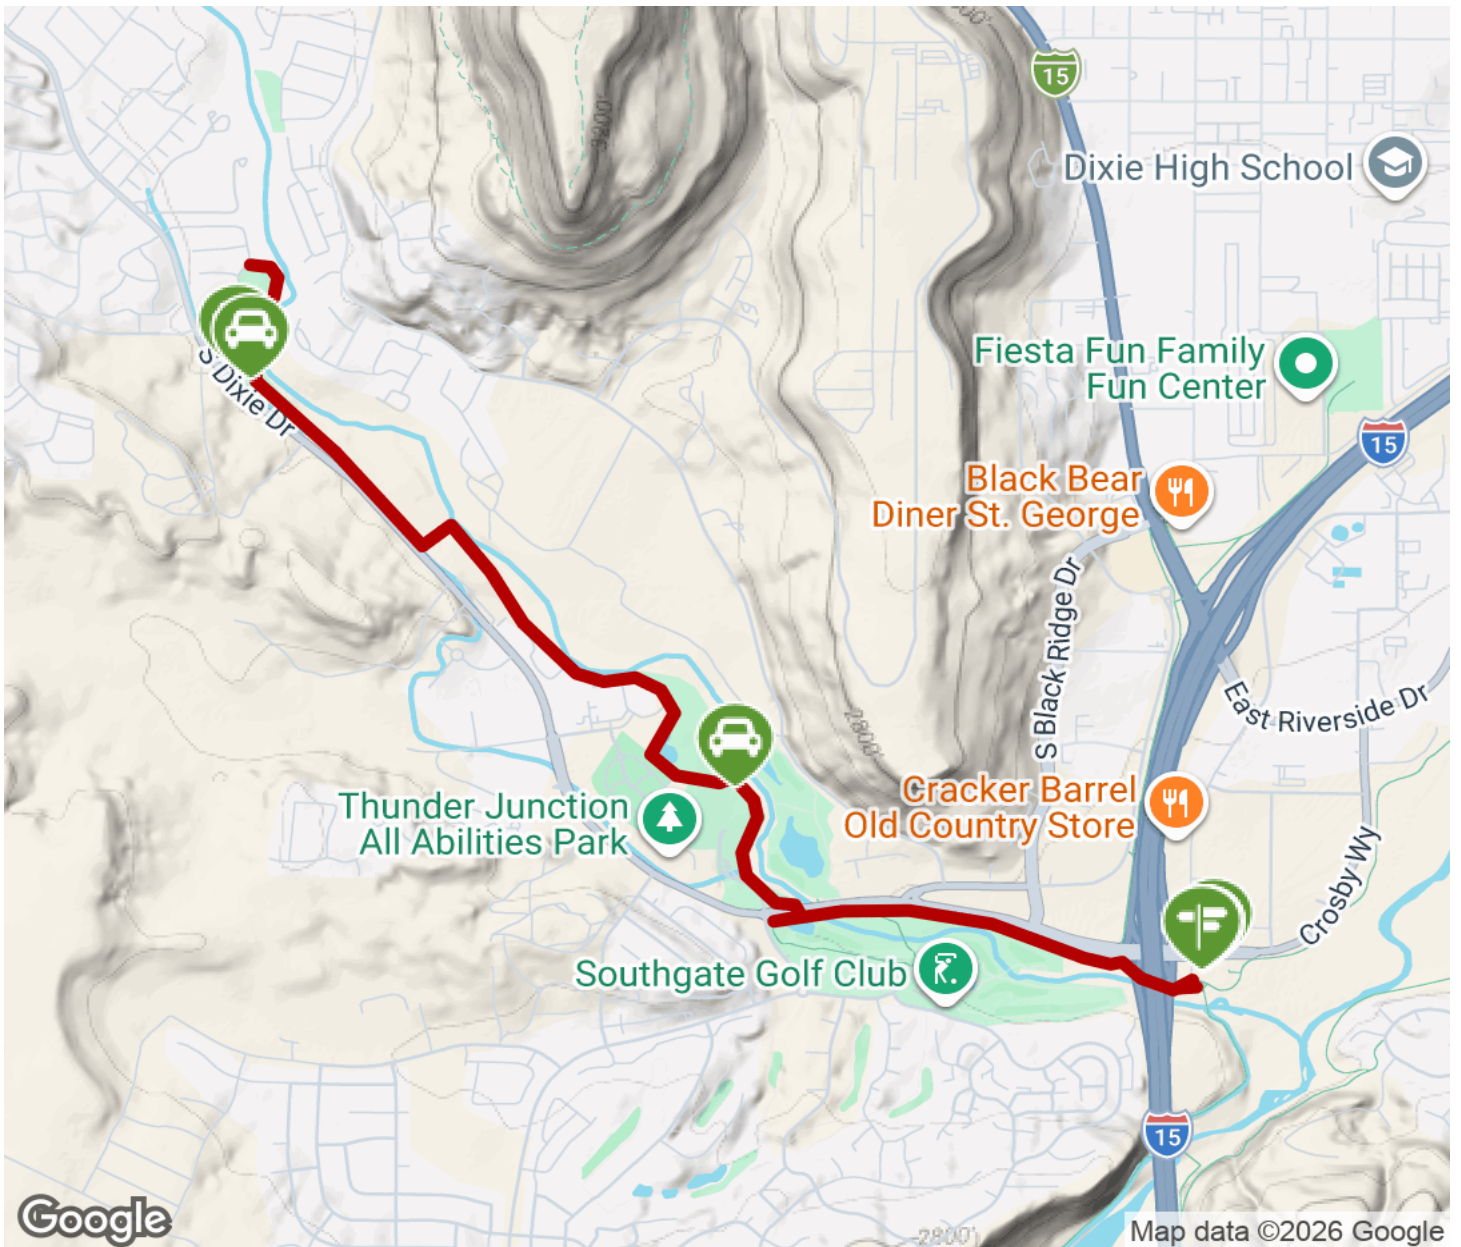 15
Dixie High School
Fiesta Fun Family
Fun Center
15
S Dixie Dr
Black Bear
Diner St. George
S Black Ridge Dr
East Riverside Dr
2800'
Cracker Barrel
Old Country Store
Thunder Junction
All Abilities Park
Crosby Wy
Southgate Golf Club
15
Google
2800'
Map data ©2026 Google